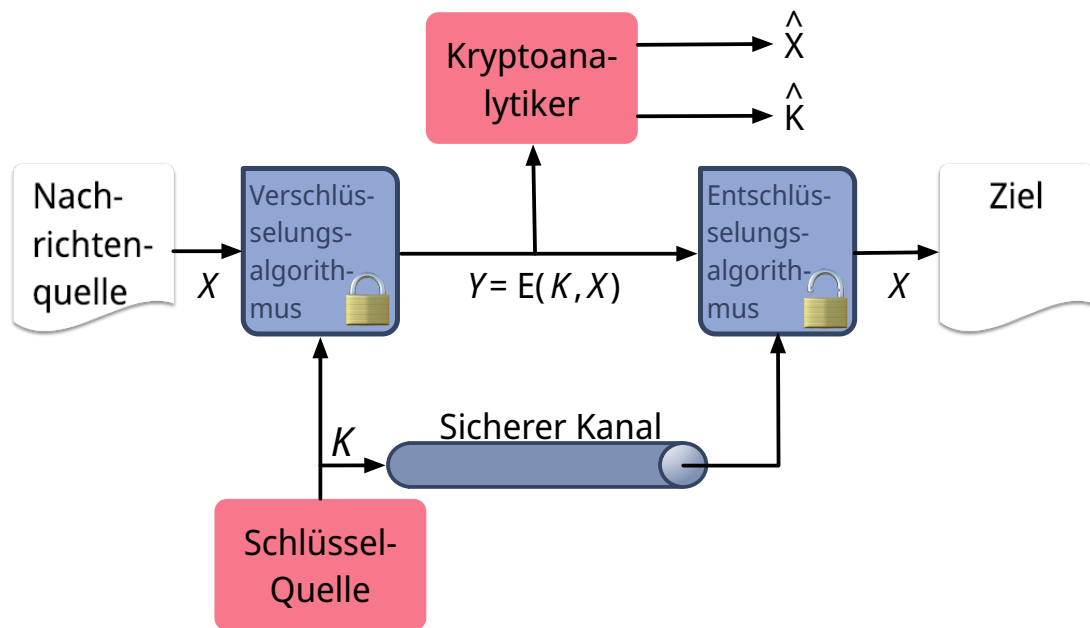 Kryptoana-
lytiker
X̂
K̂
Nach-
richten-
quelle
X
Verschlüs-
selungs-
algorith-
mus
Y = E( K , X )
Entschlüs-
selungs-
algorith-
mus
X
Ziel
K
Sicherer Kanal
Schlüssel-
Quelle